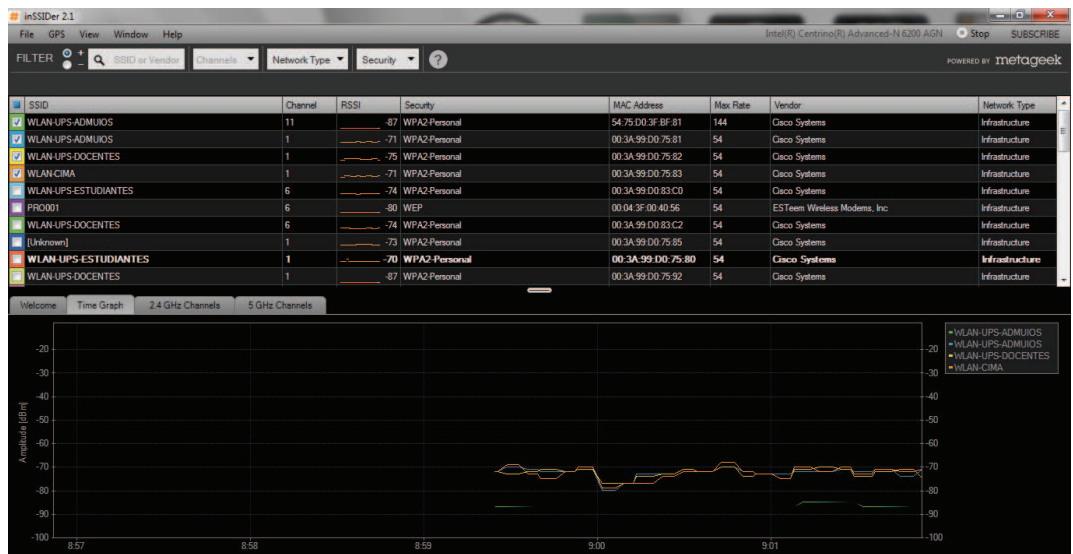 inSSIDer 2.1
File GPS View Window Help Intel(R) Centrino(R) Advanced-N 6200 AGN Stop SUBSCRIBE
FILTER + - SSID or Vendor Channels Network Type Security ? POWERED BY metageek
SSID Channel RSSI Security MAC Address Max Rate Vendor Network Type
WLAN-UPS-ADMUIOS 11 -87 WPA2-Personal 54:75:D0:3F:BF:81 144 Cisco Systems Infrastructure
WLAN-UPS-ADMUIOS 1 -71 WPA2-Personal 00:3A:99:D0:75:81 54 Cisco Systems Infrastructure
WLAN-UPS-DOCENTES 1 -75 WPA2-Personal 00:3A:99:D0:75:82 54 Cisco Systems Infrastructure
WLAN-CIMA 1 -71 WPA2-Personal 00:3A:99:D0:75:83 54 Cisco Systems Infrastructure
WLAN-UPS-ESTUDIANTES 6 -74 WPA2-Personal 00:3A:99:D0:83:C0 54 Cisco Systems Infrastructure
PRO001 6 -80 WEP 00:04:3F:00:40:56 54 ESTeem Wireless Modems, Inc Infrastructure
WLAN-UPS-DOCENTES 6 -74 WPA2-Personal 00:3A:99:D0:83:C2 54 Cisco Systems Infrastructure
[Unknown] 1 -73 WPA2-Personal 00:3A:99:D0:75:85 54 Cisco Systems Infrastructure
WLAN-UPS-ESTUDIANTES 1 -70 WPA2-Personal 00:3A:99:D0:75:80 54 Cisco Systems Infrastructure
WLAN-UPS-DOCENTES 1 -87 WPA2-Personal 00:3A:99:D0:75:92 54 Cisco Systems Infrastructure
Welcome Time Graph 2.4 GHz Channels 5 GHz Channels
WLAN-UPS-ADMUIOS
WLAN-UPS-ADMUIOS
WLAN-UPS-DOCENTES
WLAN-CIMA
Amplitude [dBm]
-20 -20
-30 -30
-40 -40
-50 -50
-60 -60
-70 -70
-80 -80
-90 -90
-100 -100
8:57 8:58 8:59 9:00 9:01